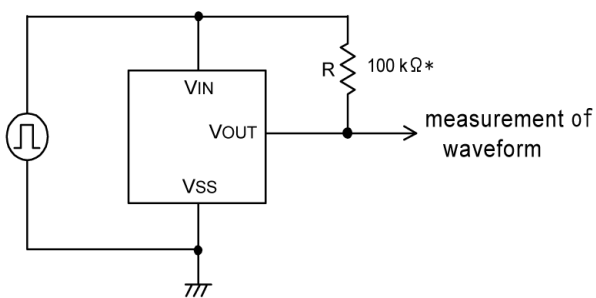 VIN
R 100 kΩ*
VOUT
measurement of
waveform
VSS